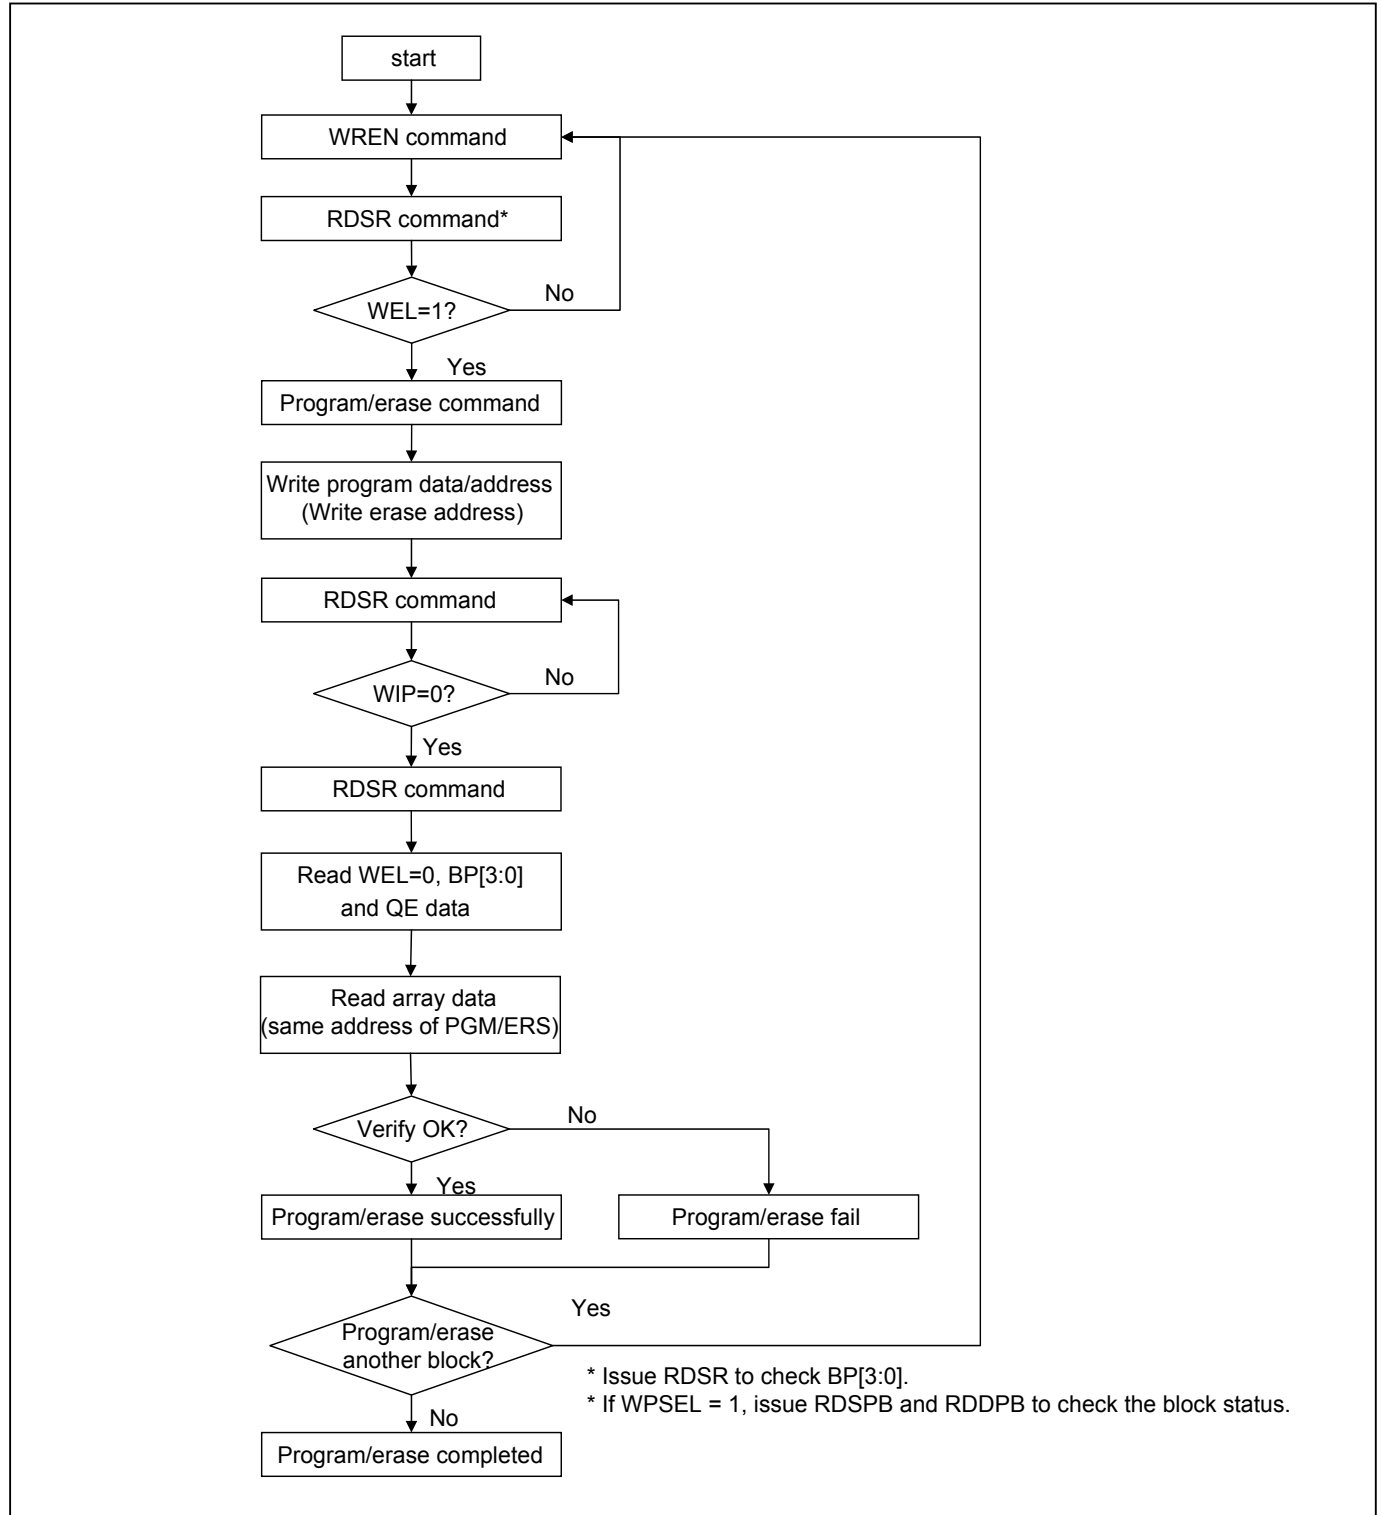 start
WREN command
RDSR command*
WEL=1?
No
Yes
Program/erase command
Write program data/address
(Write erase address)
RDSR command
WIP=0?
No
Yes
RDSR command
Read WEL=0, BP[3:0]
and QE data
Read array data
(same address of PGM/ERS)
Verify OK?
No
Yes
Program/erase successfully
Program/erase fail
Yes
Program/erase
another block?
* Issue RDSR to check BP[3:0].
* If WPSEL = 1, issue RDSPB and RDDPB to check the block status.
No
Program/erase completed